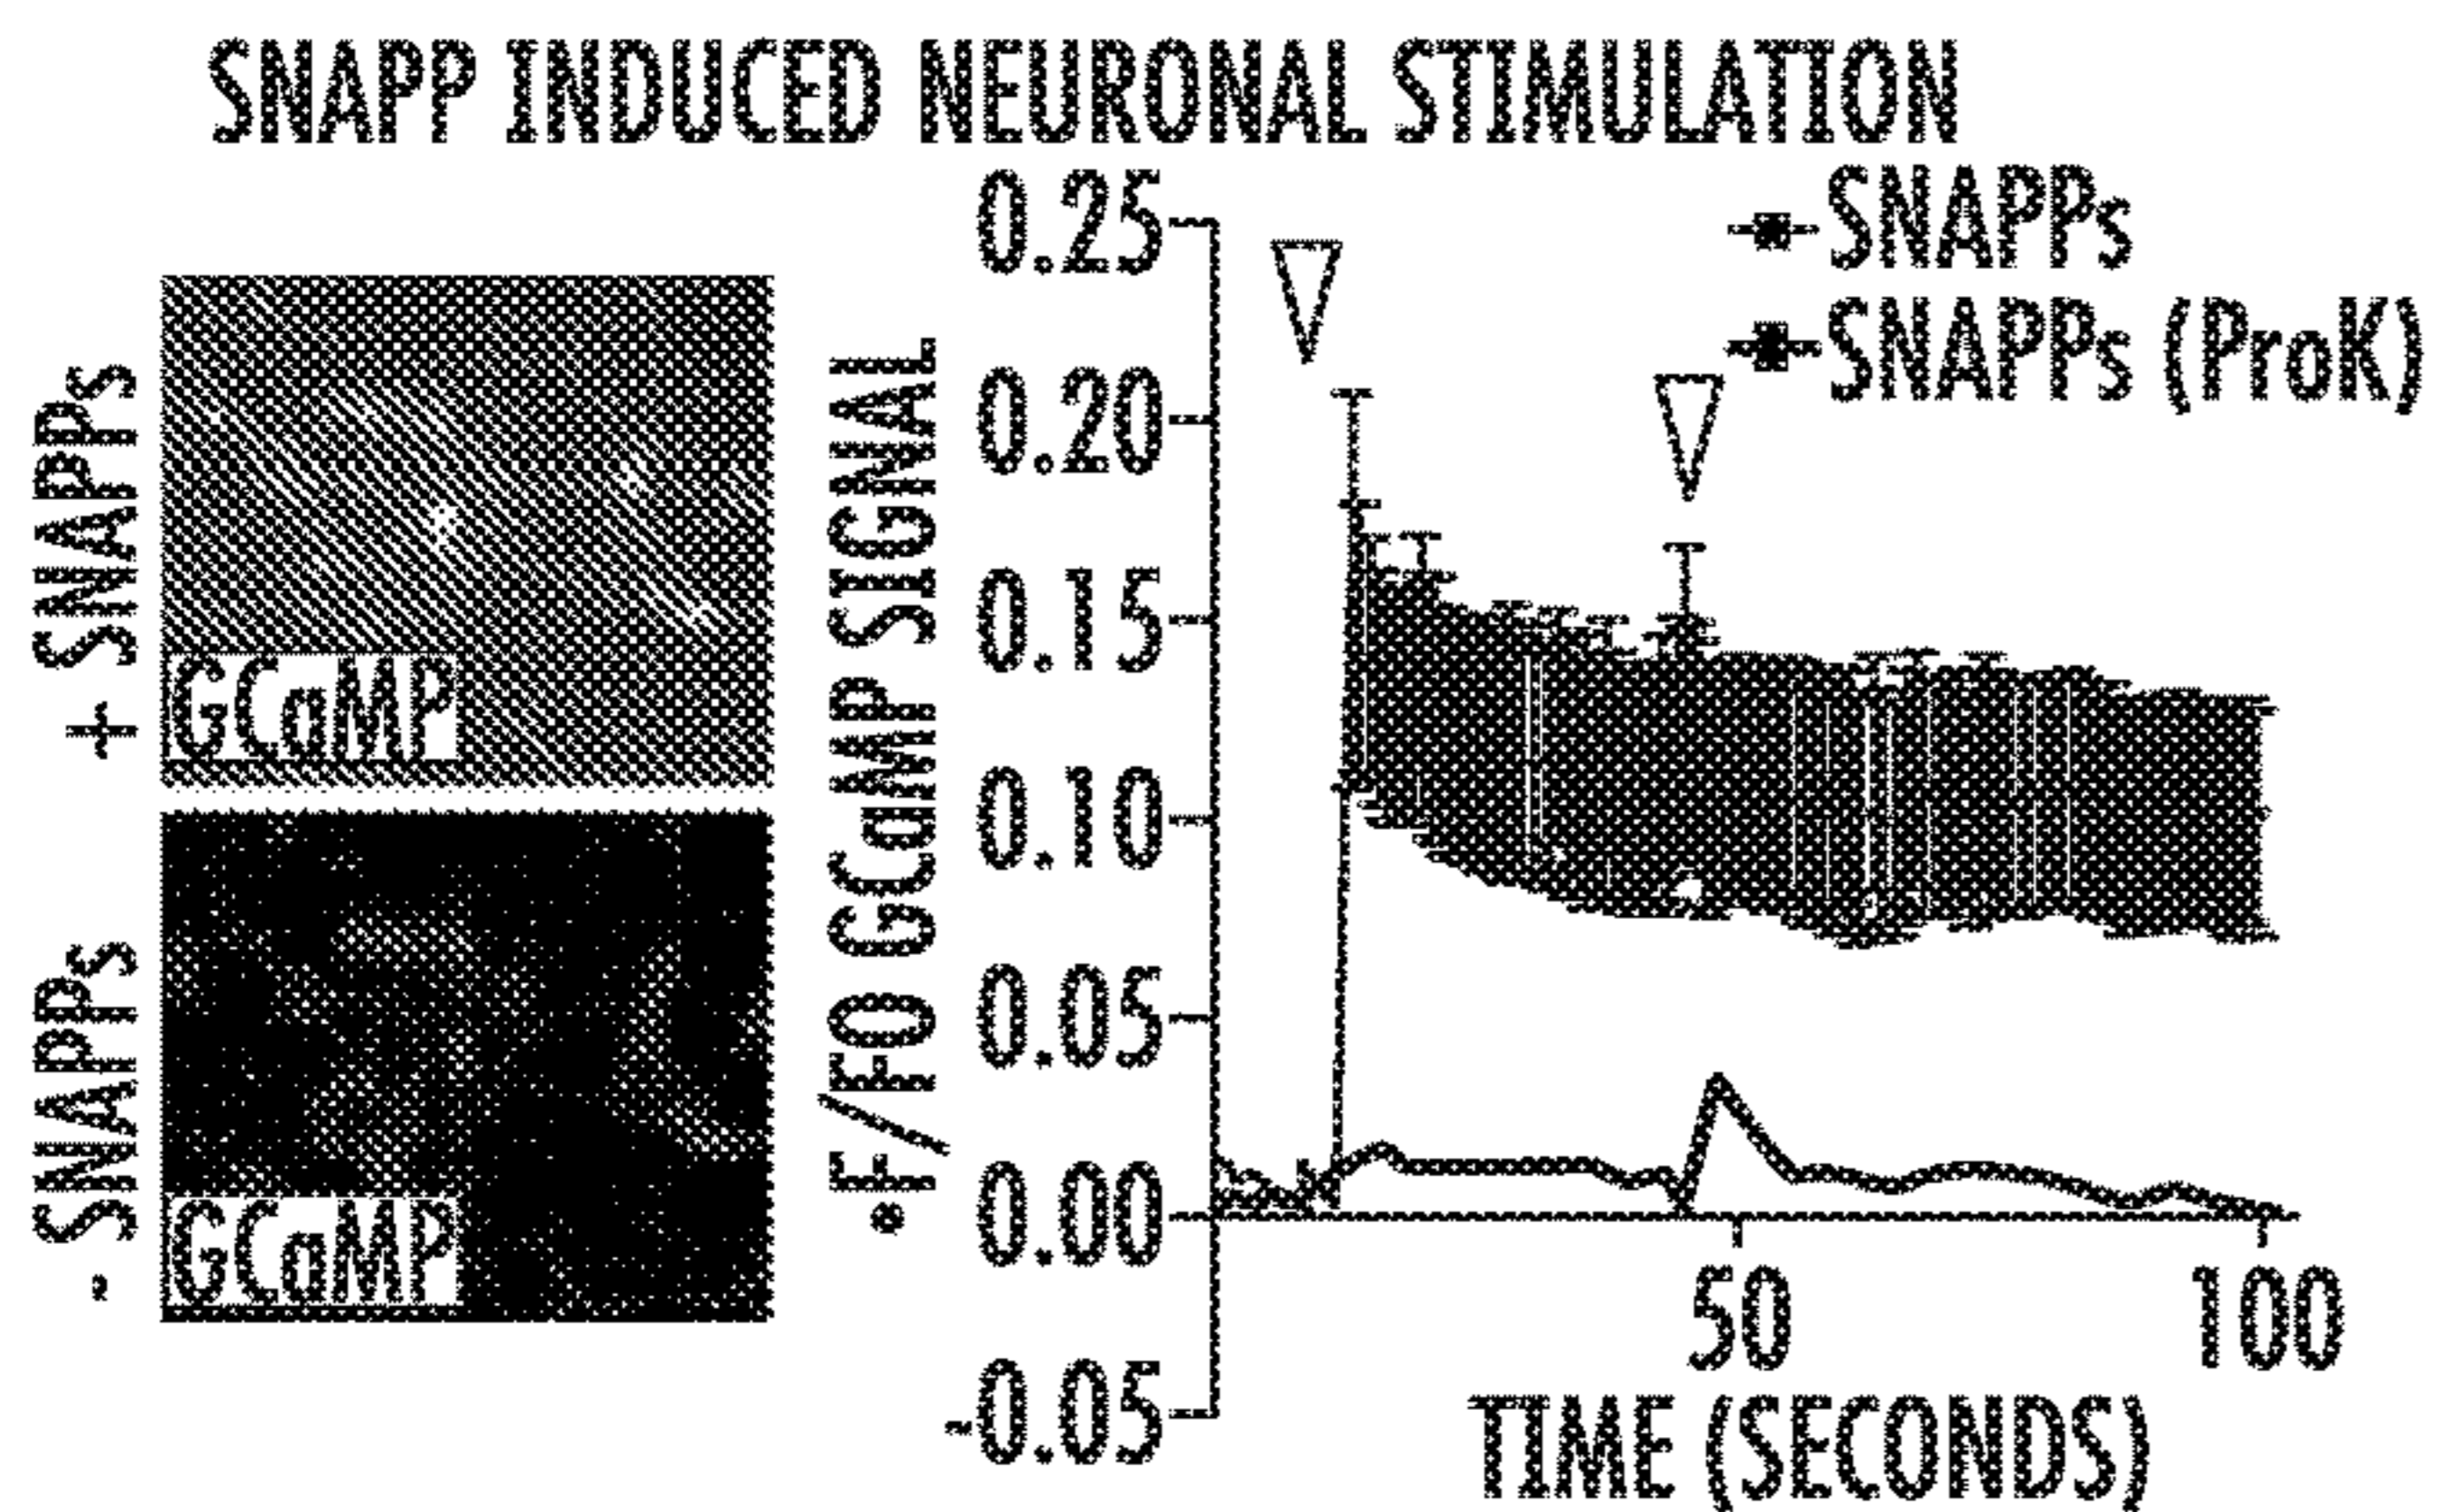 SNAPP INDUCED NEURONAL STIMULATION
+ SNAPPs
GCaMP
- SNAPPs
GCaMP
•F/F0 GCaMP SIGNAL
0.25
0.20
0.15
0.10
0.05
0.00
-0.05
50
100
TIME (SECONDS)
SNAPPs
SNAPPs (ProK)